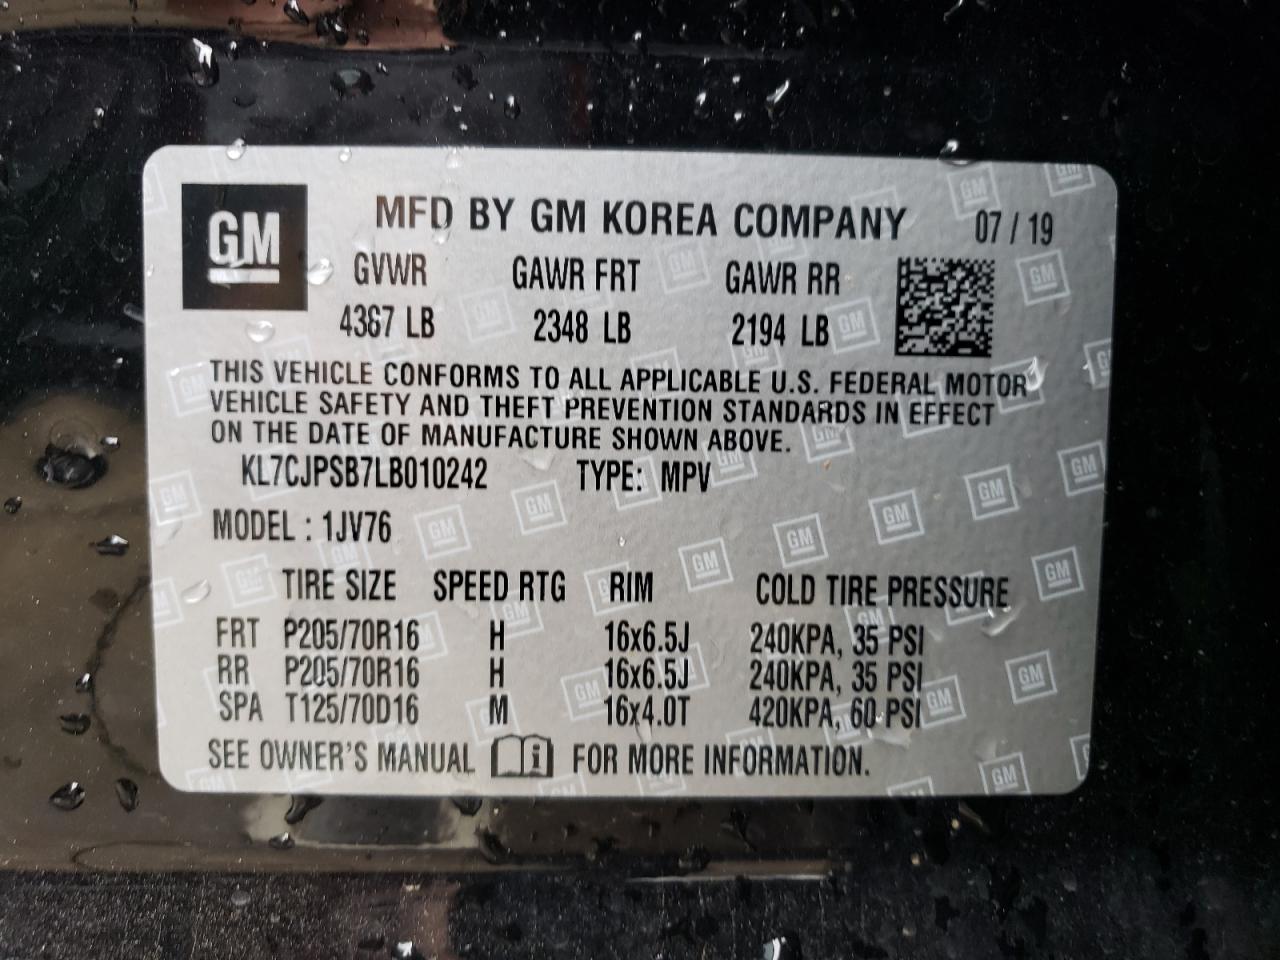 GM
MFD BY GM KOREA COMPANY 07 / 19
GVWR GAWR FRT GAWR RR
4367 LB 2348 LB 2194 LB
THIS VEHICLE CONFORMS TO ALL APPLICABLE U.S. FEDERAL MOTOR
VEHICLE SAFETY AND THEFT PREVENTION STANDARDS IN EFFECT
ON THE DATE OF MANUFACTURE SHOWN ABOVE.
KL7CJPSB7LB010242 TYPE: MPV
MODEL : 1JV76
TIRE SIZE SPEED RTG RIM COLD TIRE PRESSURE
FRT P205/70R16 H 16x6.5J 240KPA, 35 PSI
RR P205/70R16 H 16x6.5J 240KPA, 35 PSI
SPA T125/70D16 M 16x4.0T 420KPA, 60 PSI
SEE OWNER'S MANUAL i FOR MORE INFORMATION.